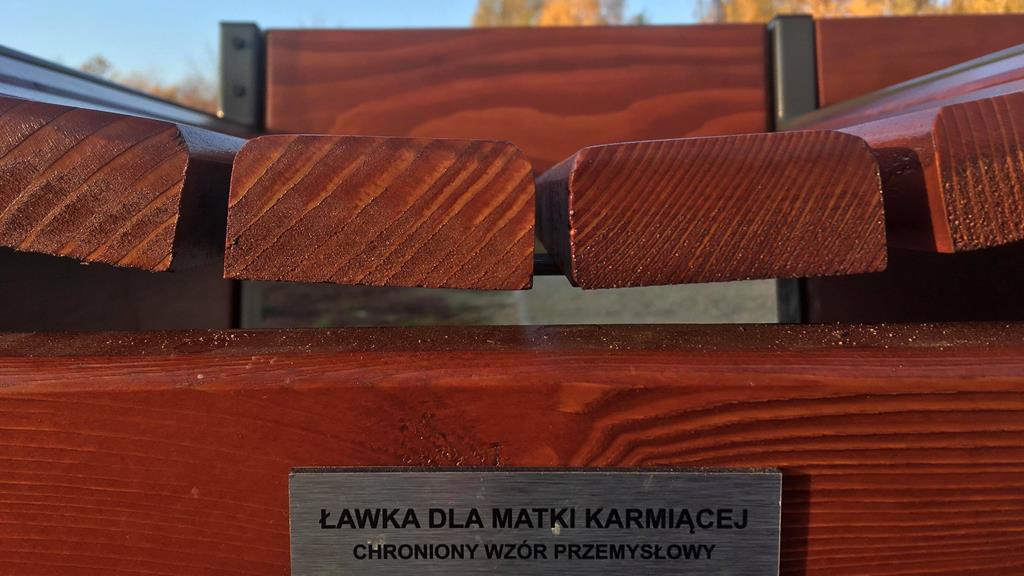 ŁAWKA DLA MATKI KARMIĄCEJ
CHRONIONY WZÓR PRZEMYSŁOWY